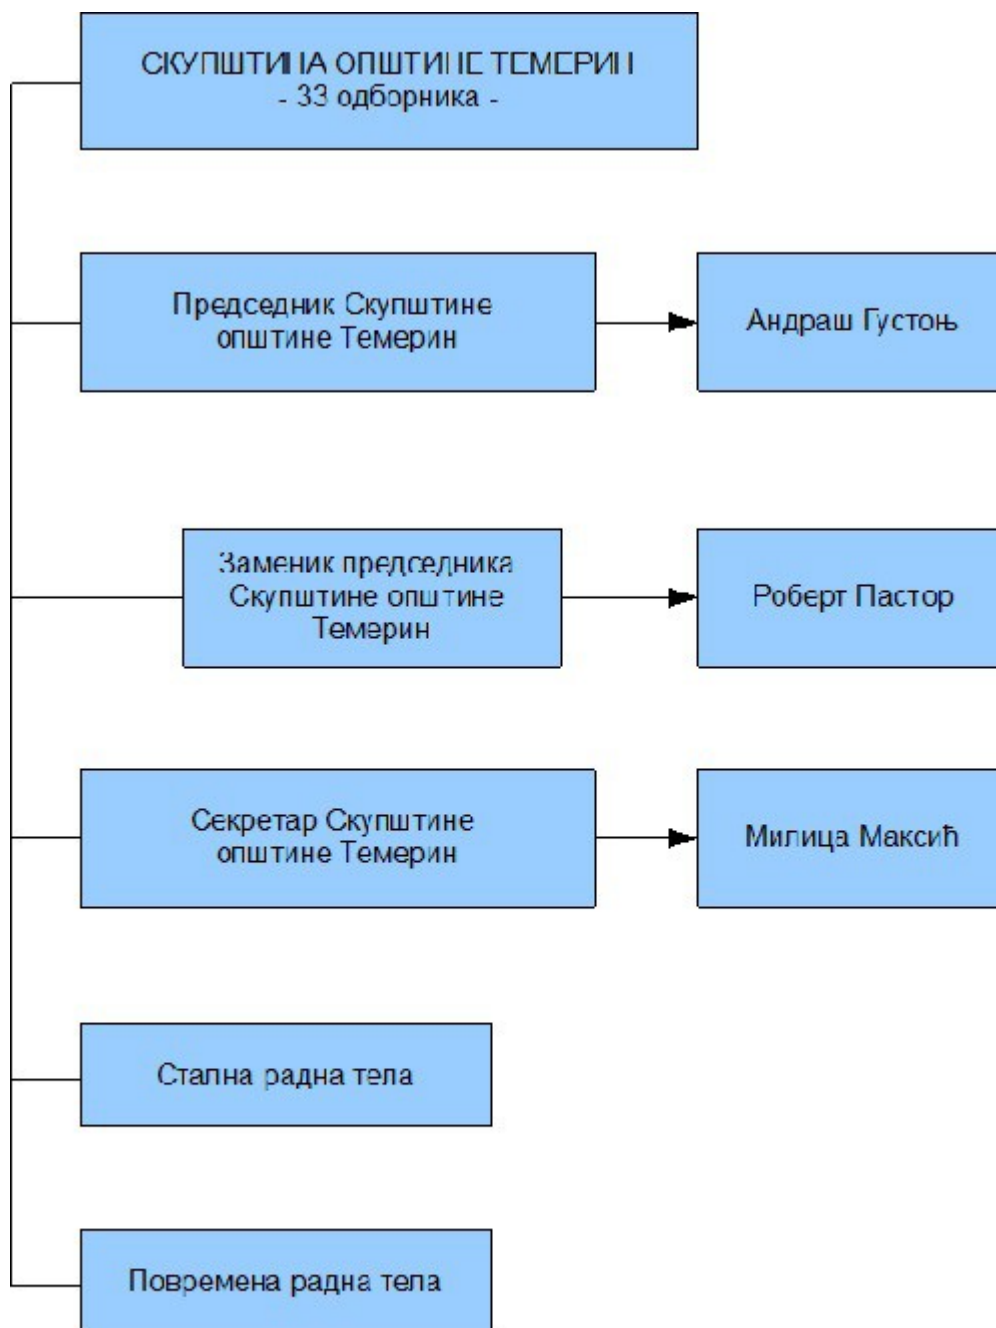 СКУПШТИНА ОПШТИНЕ ТЕМЕРИН
- 33 одборника -
Председник Скупштине
општине Темерин
Андраш Густоњ
Заменик председника
Скупштине општине
Темерин
Роберт Пастор
Секретар Скупштине
општине Темерин
Милица Максић
Стална радна тела
Повремена радна тела